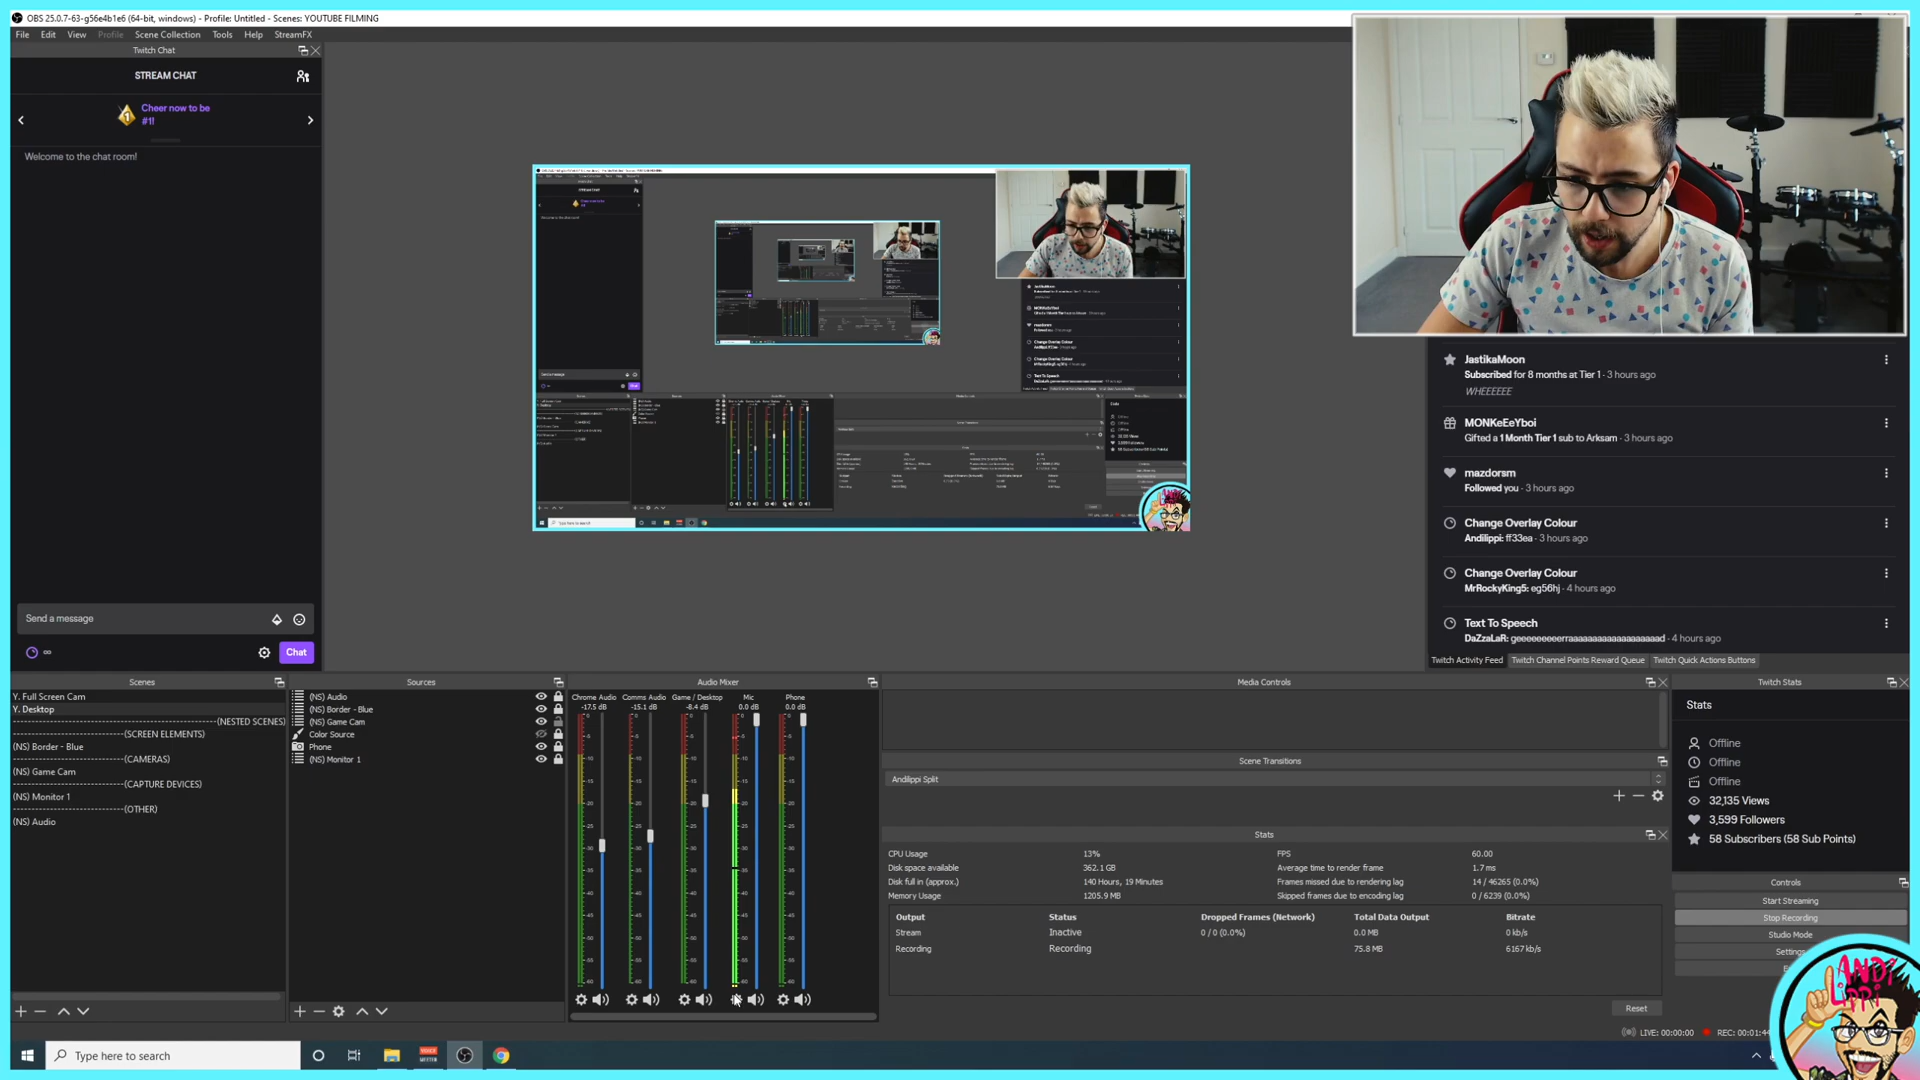 OBS 25.0.7-63-g56e4b1e6 (64-bit, windows) - Profile: Untitled - Scenes: YOUTUBE FILMING
File Edit View Profile Scene Collection Tools Help StreamFX
Twitch Chat
STREAM CHAT
Cheer now to be
#1!
Welcome to the chat room!
Send a message
∞
Chat
JastikaMoon
Subscribed for 8 months at Tier 1 · 3 hours ago
WHEEEEEE
MONKeEeYboi
Gifted a 1 Month Tier 1 sub to Arksam · 3 hours ago
mazdorsm
Followed you · 3 hours ago
Change Overlay Colour
Andilippi: ff33ea · 3 hours ago
Change Overlay Colour
MrRockyKing5: eg56hj · 4 hours ago
Text To Speech
DaZzaLaR: geeeeeeeerraaaaaaaaaaaaaaad · 4 hours ago
Twitch Activity Feed Twitch Channel Points Reward Queue Twitch Quick Actions Buttons
Scenes
Y. Full Screen Cam
Y. Desktop
(NESTED SCENES)
(SCREEN ELEMENTS)
(NS) Border - Blue
(CAMERAS)
(NS) Game Cam
(CAPTURE DEVICES)
(NS) Monitor 1
(OTHER)
(NS) Audio
Sources
(NS) Audio
(NS) Border - Blue
(NS) Game Cam
Color Source
Phone
(NS) Monitor 1
Audio Mixer
Chrome Audio Comms Audio Game / Desktop Mic Phone
-17.5 dB -15.1 dB -8.4 dB 0.0 dB 0.0 dB
Media Controls
Scene Transitions
Andilippi Split
Stats
CPU Usage 13% FPS 60.00
Disk space available 362.1 GB Average time to render frame 1.7 ms
Disk full in (approx.) 140 Hours, 19 Minutes Frames missed due to rendering lag 14 / 46265 (0.0%)
Memory Usage 1205.9 MB Skipped frames due to encoding lag 0 / 6239 (0.0%)
Output Status Dropped Frames (Network) Total Data Output Bitrate
Stream Inactive 0 / 0 (0.0%) 0.0 MB 0 kb/s
Recording Recording 75.8 MB 6167 kb/s
Reset
Twitch Stats
Stats
Offline
Offline
Offline
32,135 Views
3,599 Followers
58 Subscribers (58 Sub Points)
Controls
Start Streaming
Stop Recording
Studio Mode
Settings
LIVE: 00:00:00 REC: 00:01:44
ANDI
LIPPI
Type here to search